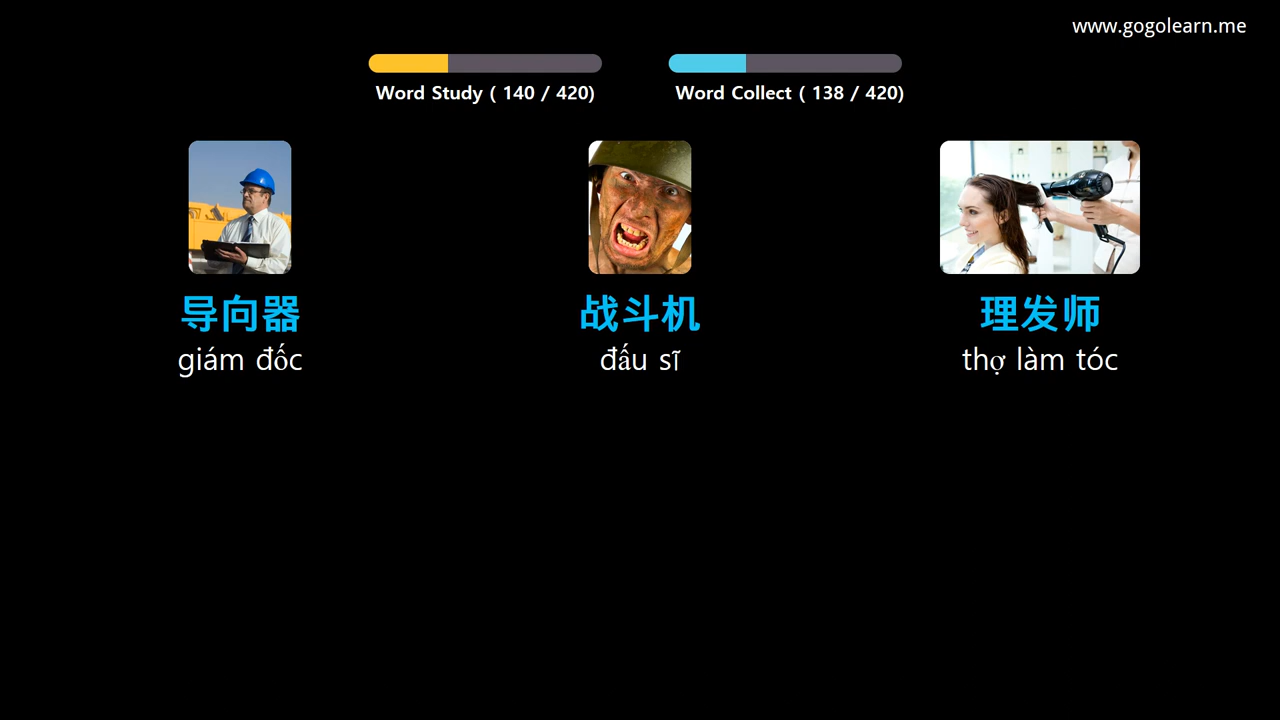 www.gogolearn.me
Word Study ( 140 / 420)
Word Collect ( 138 / 420)
导向器
战斗机
理发师
giám đốc
đấu sĩ
thợ làm tóc